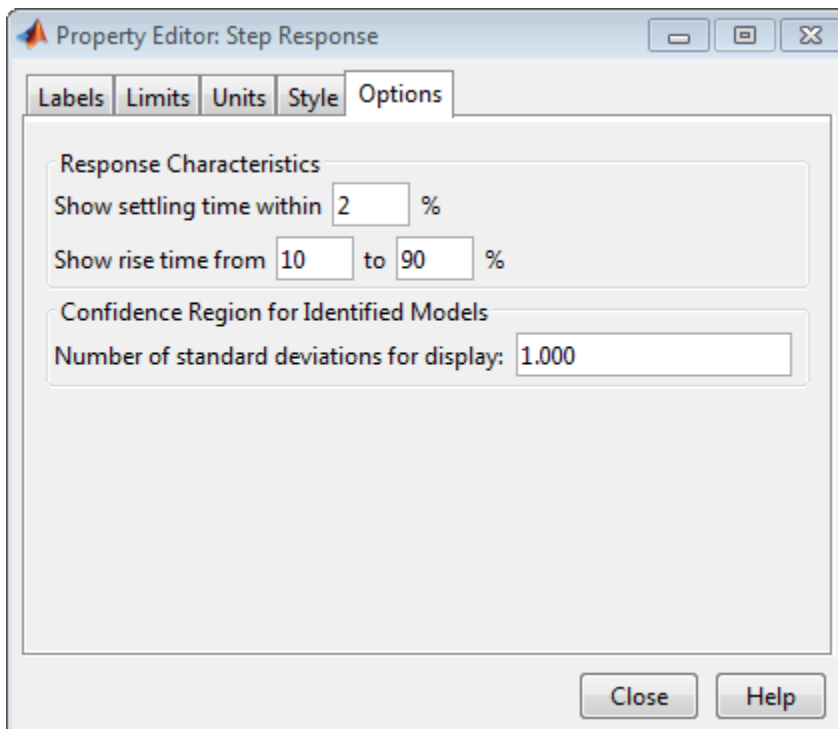 Property Editor: Step Response
Labels Limits Units Style Options
Response Characteristics
Show settling time within 2 %
Show rise time from 10 to 90 %
Confidence Region for Identified Models
Number of standard deviations for display: 1.000
Close Help